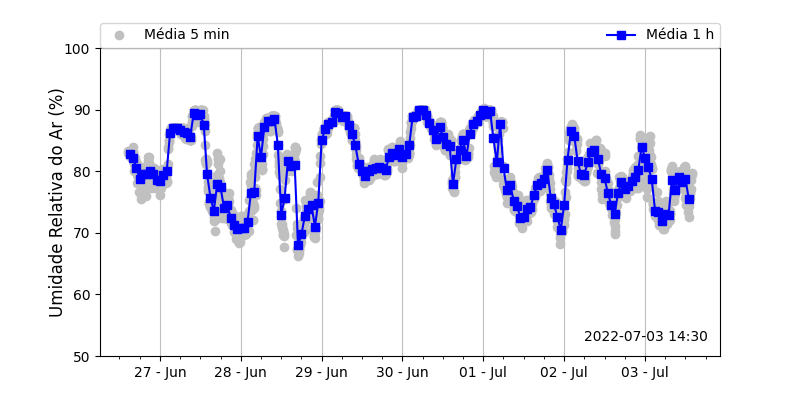 Média 5 min
Média 1 h
Umidade Relativa do Ar (%)
100
90
80
70
60
50
2022-07-03 14:30
27 - Jun
28 - Jun
29 - Jun
30 - Jun
01 - Jul
02 - Jul
03 - Jul